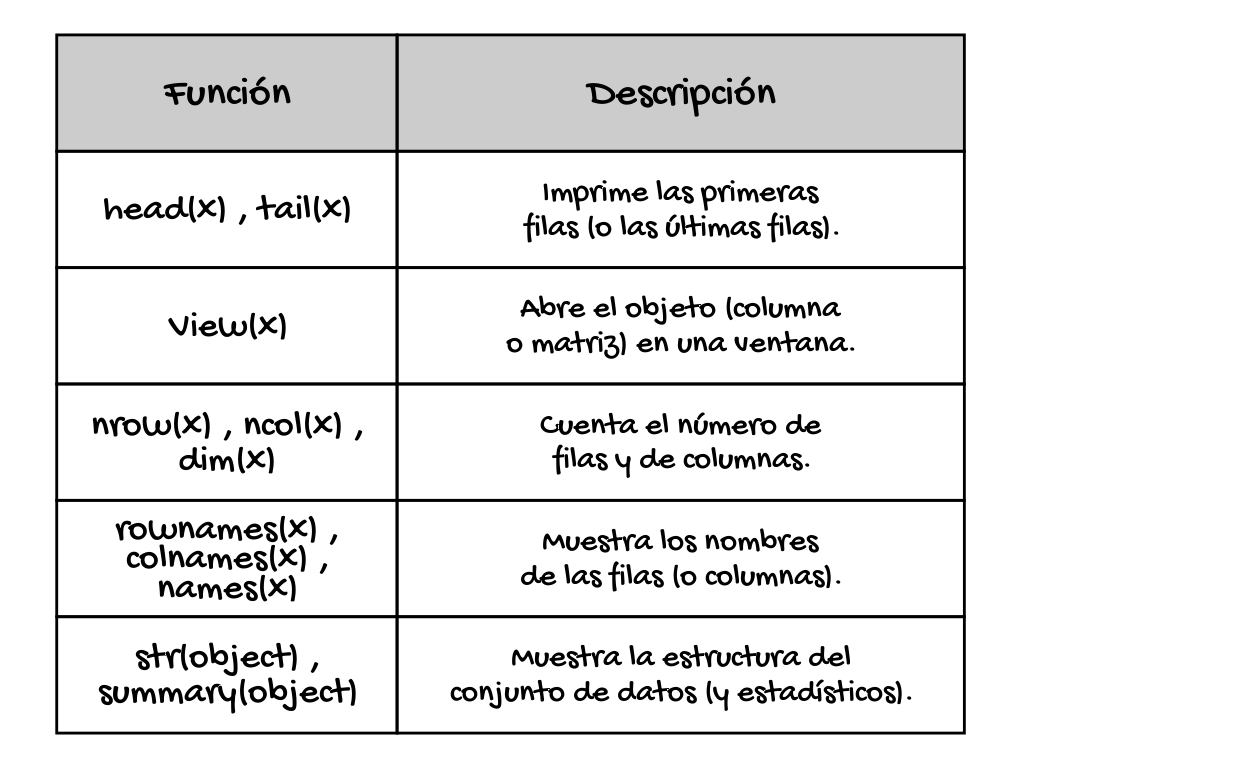 Función
Descripción
head(x) , tail(x)
Imprime las primeras
filas (o las últimas filas).
View(x)
Abre el objeto (columna
o matriz) en una ventana.
nrow(x) , ncol(x) ,
dim(x)
Cuenta el número de
filas y de columnas.
rownames(x) ,
colnames(x) ,
names(x)
Muestra los nombres
de las filas (o columnas).
str(object) ,
summary(object)
Muestra la estructura del
conjunto de datos (y estadísticos).